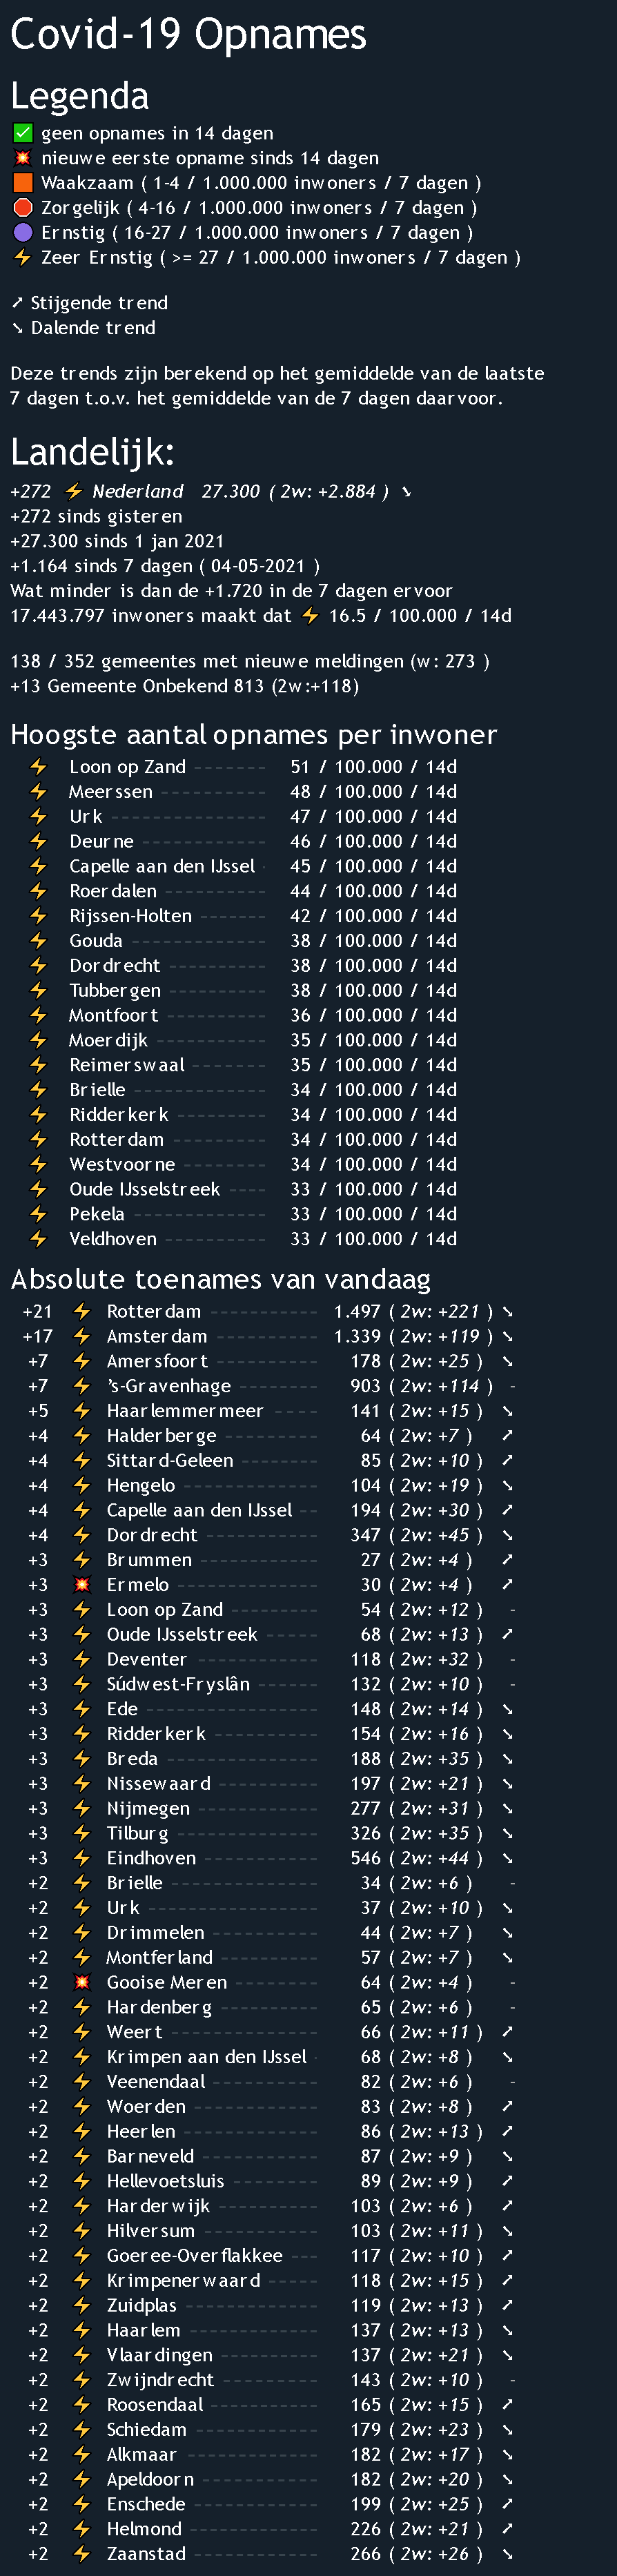 Covid-19 Opnames
Legenda
✅ geen opnames in 14 dagen
💥 nieuwe eerste opname sinds 14 dagen
🟧 Waakzaam ( 1-4 / 1.000.000 inwoners / 7 dagen )
🛑 Zorgelijk ( 4-16 / 1.000.000 inwoners / 7 dagen )
🟣 Ernstig ( 16-27 / 1.000.000 inwoners / 7 dagen )
⚡ Zeer Ernstig ( >= 27 / 1.000.000 inwoners / 7 dagen )
➚ Stijgende trend
➘ Dalende trend
Deze trends zijn berekend op het gemiddelde van de laatste
7 dagen t.o.v. het gemiddelde van de 7 dagen daarvoor.
Landelijk:
+272 ⚡ Nederland 27.300 ( 2w: +2.884 ) ➘
+272 sinds gisteren
+27.300 sinds 1 jan 2021
+1.164 sinds 7 dagen ( 04-05-2021 )
Wat minder is dan de +1.720 in de 7 dagen ervoor
17.443.797 inwoners maakt dat ⚡ 16.5 / 100.000 / 14d
138 / 352 gemeentes met nieuwe meldingen (w: 273 )
+13 Gemeente Onbekend 813 (2w:+118)
Hoogste aantal opnames per inwoner
⚡ Loon op Zand ------- 51 / 100.000 / 14d
⚡ Meerssen ---------- 48 / 100.000 / 14d
⚡ Urk --------------- 47 / 100.000 / 14d
⚡ Deurne ------------ 46 / 100.000 / 14d
⚡ Capelle aan den IJssel - 45 / 100.000 / 14d
⚡ Roerdalen ---------- 44 / 100.000 / 14d
⚡ Rijssen-Holten ------ 42 / 100.000 / 14d
⚡ Gouda ------------- 38 / 100.000 / 14d
⚡ Dordrecht --------- 38 / 100.000 / 14d
⚡ Tubbergen --------- 38 / 100.000 / 14d
⚡ Montfoort ---------- 36 / 100.000 / 14d
⚡ Moerdijk ----------- 35 / 100.000 / 14d
⚡ Reimerswaal ------- 35 / 100.000 / 14d
⚡ Brielle ------------- 34 / 100.000 / 14d
⚡ Ridderkerk --------- 34 / 100.000 / 14d
⚡ Rotterdam --------- 34 / 100.000 / 14d
⚡ Westvoorne -------- 34 / 100.000 / 14d
⚡ Oude IJsselstreek ---- 33 / 100.000 / 14d
⚡ Pekela ------------- 33 / 100.000 / 14d
⚡ Veldhoven ---------- 33 / 100.000 / 14d
Absolute toenames van vandaag
+21 ⚡ Rotterdam ----------- 1.497 ( 2w: +221 ) ➘
+17 ⚡ Amsterdam ---------- 1.339 ( 2w: +119 ) ➘
+7 ⚡ Amersfoort ---------- 178 ( 2w: +25 ) ➘
+7 ⚡ 's-Gravenhage -------- 903 ( 2w: +114 ) -
+5 ⚡ Haarlemmermeer ---- 141 ( 2w: +15 ) ➘
+4 ⚡ Halderberge --------- 64 ( 2w: +7 ) ➚
+4 ⚡ Sittard-Geleen ------- 85 ( 2w: +10 ) ➚
+4 ⚡ Hengelo ------------- 104 ( 2w: +19 ) ➘
+4 ⚡ Capelle aan den IJssel -- 194 ( 2w: +30 ) ➚
+4 ⚡ Dordrecht ----------- 347 ( 2w: +45 ) ➘
+3 ⚡ Brummen ----------- 27 ( 2w: +4 ) ➚
+3 💥 Ermelo -------------- 30 ( 2w: +4 ) ➚
+3 ⚡ Loon op Zand -------- 54 ( 2w: +12 ) -
+3 ⚡ Oude IJsselstreek ----- 68 ( 2w: +13 ) ➚
+3 ⚡ Deventer ------------ 118 ( 2w: +32 ) -
+3 ⚡ Súdwest-Fryslân ------ 132 ( 2w: +10 ) -
+3 ⚡ Ede ---------------- 148 ( 2w: +14 ) ➘
+3 ⚡ Ridderkerk ---------- 154 ( 2w: +16 ) ➘
+3 ⚡ Breda --------------- 188 ( 2w: +35 ) ➘
+3 ⚡ Nissewaard ---------- 197 ( 2w: +21 ) ➘
+3 ⚡ Nijmegen ----------- 277 ( 2w: +31 ) ➘
+3 ⚡ Tilburg -------------- 326 ( 2w: +35 ) ➘
+3 ⚡ Eindhoven ----------- 546 ( 2w: +44 ) ➘
+2 ⚡ Brielle -------------- 34 ( 2w: +6 ) -
+2 ⚡ Urk ----------------- 37 ( 2w: +10 ) ➘
+2 ⚡ Drimmelen ---------- 44 ( 2w: +7 ) ➘
+2 ⚡ Montferland --------- 57 ( 2w: +7 ) ➘
+2 💥 Gooise Meren -------- 64 ( 2w: +4 ) -
+2 ⚡ Hardenberg ---------- 65 ( 2w: +6 ) -
+2 ⚡ Weert -------------- 66 ( 2w: +11 ) ➚
+2 ⚡ Krimpen aan den IJssel - 68 ( 2w: +8 ) ➘
+2 ⚡ Veenendaal ---------- 82 ( 2w: +6 ) -
+2 ⚡ Woerden ------------ 83 ( 2w: +8 ) ➚
+2 ⚡ Heerlen ------------- 86 ( 2w: +13 ) ➚
+2 ⚡ Barneveld ----------- 87 ( 2w: +9 ) ➘
+2 ⚡ Hellevoetsluis -------- 89 ( 2w: +9 ) ➚
+2 ⚡ Harderwijk ---------- 103 ( 2w: +6 ) ➚
+2 ⚡ Hilversum ----------- 103 ( 2w: +11 ) ➘
+2 ⚡ Goeree-Overflakkee --- 117 ( 2w: +10 ) ➚
+2 ⚡ Krimpenerwaard ----- 118 ( 2w: +15 ) ➚
+2 ⚡ Zuidplas ------------ 119 ( 2w: +13 ) ➚
+2 ⚡ Haarlem ------------ 137 ( 2w: +13 ) ➘
+2 ⚡ Vlaardingen --------- 137 ( 2w: +21 ) ➘
+2 ⚡ Zwijndrecht --------- 143 ( 2w: +10 ) -
+2 ⚡ Roosendaal ---------- 165 ( 2w: +15 ) ➚
+2 ⚡ Schiedam ------------ 179 ( 2w: +23 ) ➘
+2 ⚡ Alkmaar ------------ 182 ( 2w: +17 ) ➘
+2 ⚡ Apeldoorn ----------- 182 ( 2w: +20 ) ➘
+2 ⚡ Enschede ------------ 199 ( 2w: +25 ) ➚
+2 ⚡ Helmond ------------ 226 ( 2w: +21 ) ➚
+2 ⚡ Zaanstad ------------ 266 ( 2w: +26 ) ➘